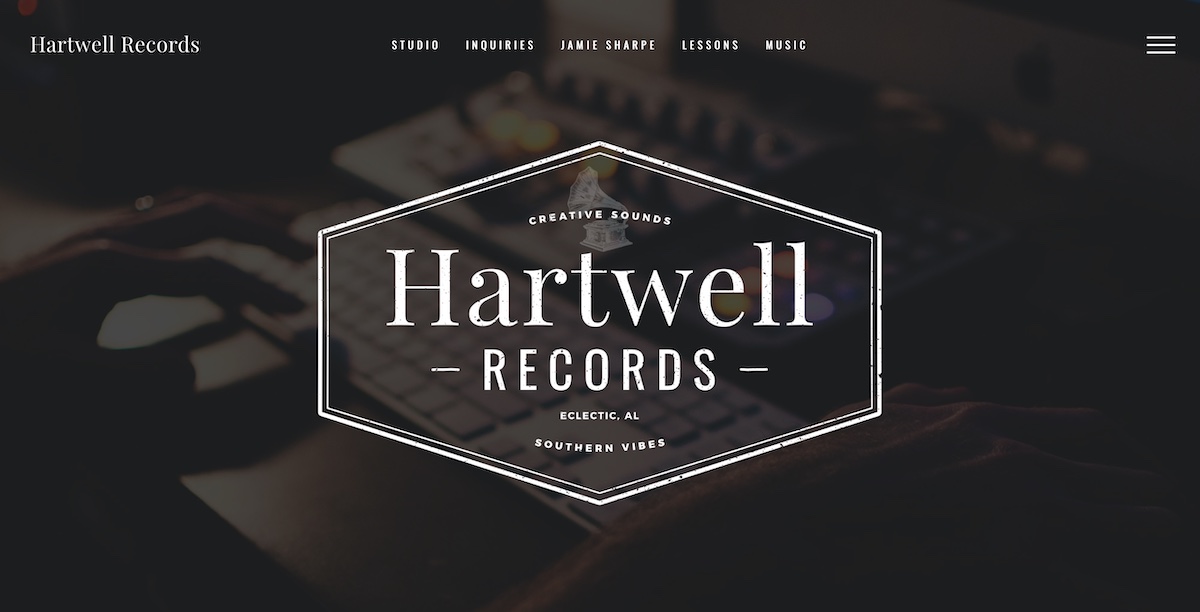 Hartwell Records
STUDIO INQUIRIES JAMIE SHARPE LESSONS MUSIC
CREATIVE SOUNDS
Hartwell
– RECORDS –
ECLECTIC, AL
SOUTHERN VIBES